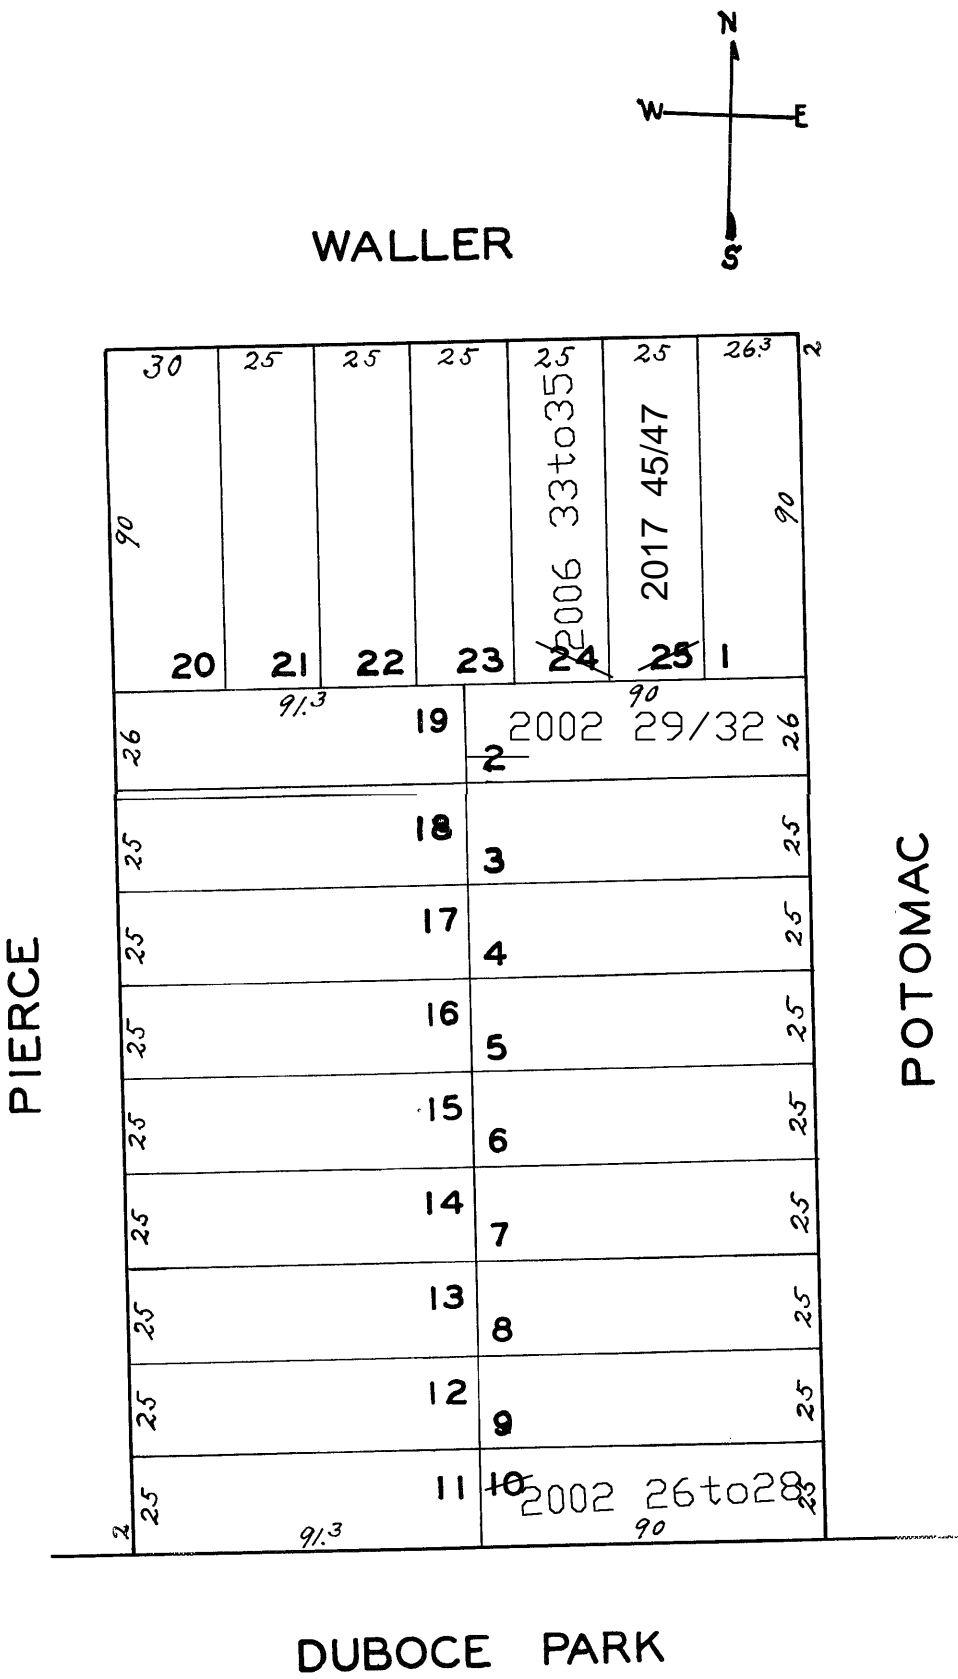 N
W E
S
WALLER
30 25 25 25 25 25 26.3 2
90 2006 33to35 2017 45/47 90
20 21 22 23 24 25 1
91.3 90
26 19 2 2002 29/32 26
25 18 3 25
25 17 4 25
25 16 5 25
25 15 6 25
25 14 7 25
25 13 8 25
25 12 9 25
25 11 10 2002 26to28 25
2 91.3 90
PIERCE
POTOMAC
DUBOCE PARK